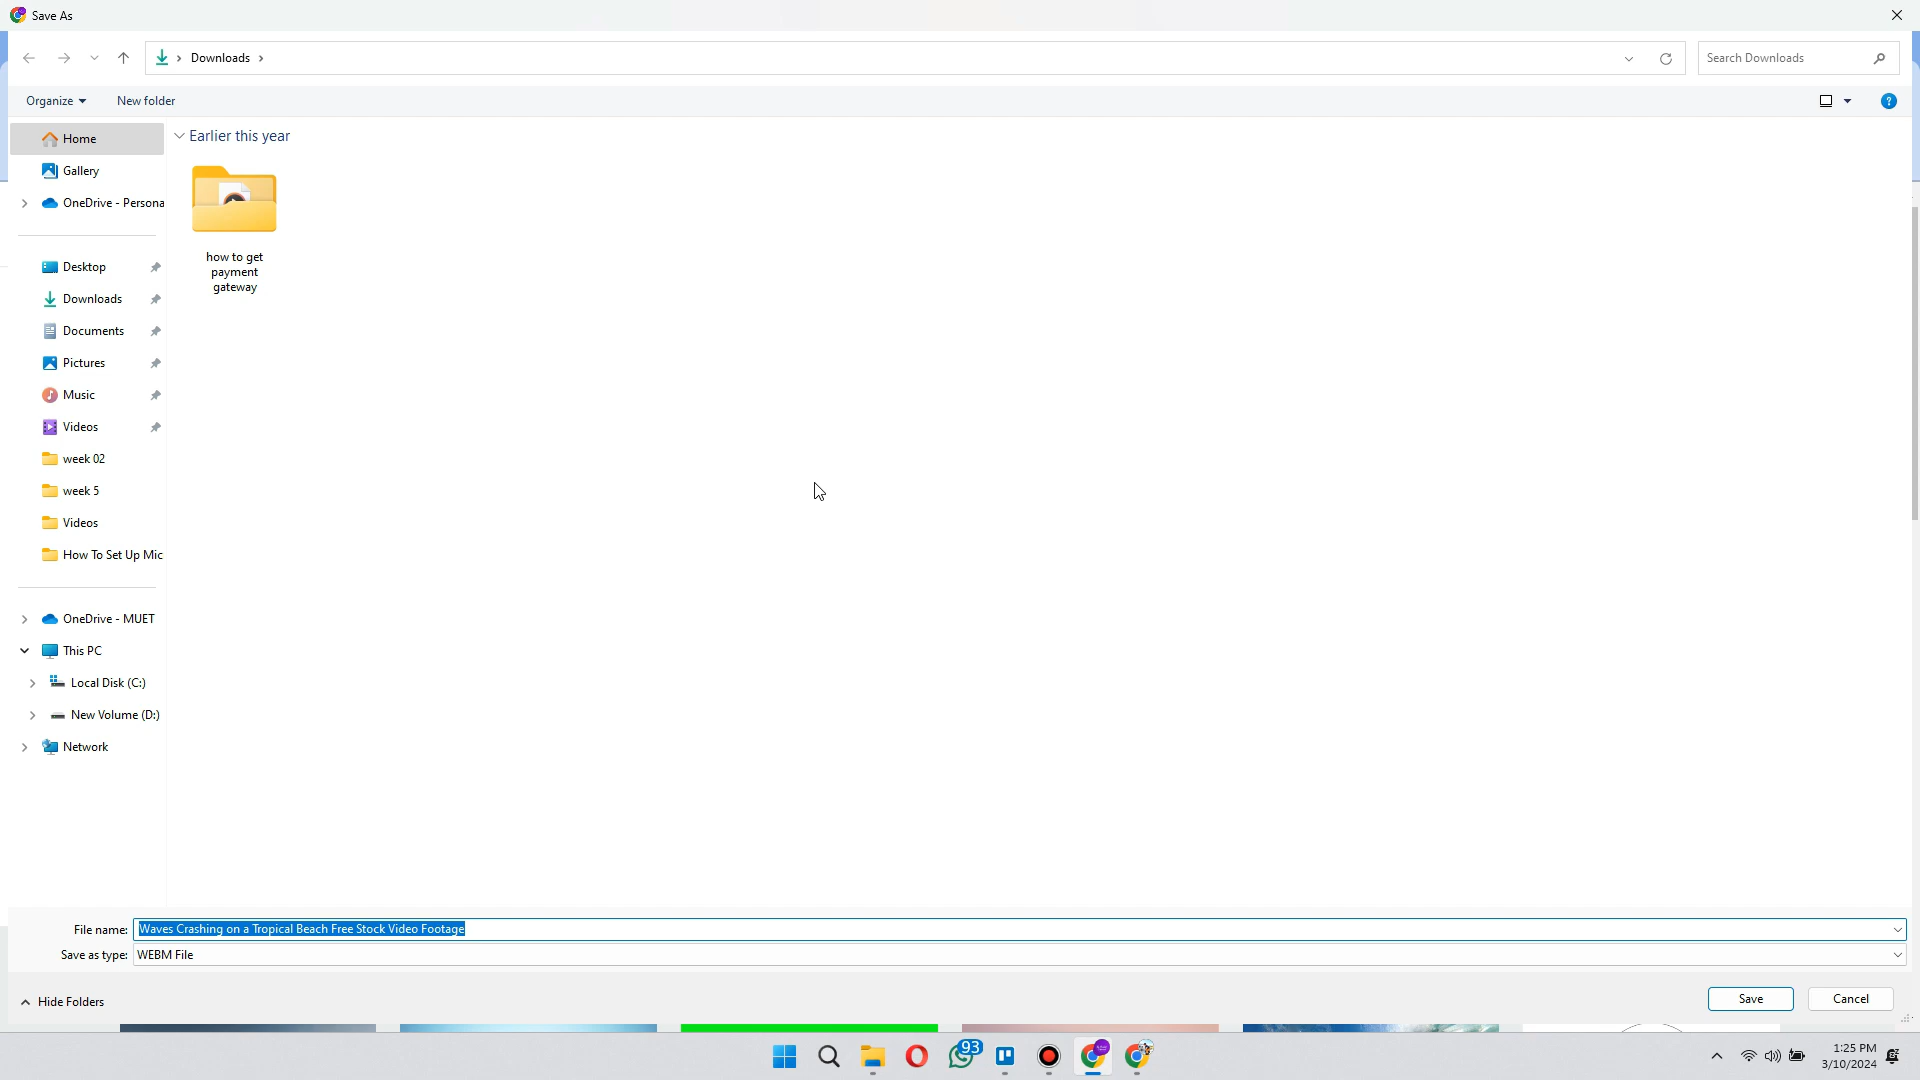 Save As
Downloads
Search Downloads
Organize
New folder
Home
Earlier this year
Gallery
OneDrive - Persona
how to get
payment
gateway
Desktop
Downloads
Documents
Pictures
Music
Videos
week 02
week 5
Videos
How To Set Up Mic
OneDrive - MUET
This PC
Local Disk (C:)
New Volume (D:)
Network
File name: Waves Crashing on a Tropical Beach Free Stock Video Footage
Save as type: WEBM File
Hide Folders
Save
Cancel
93
1:25 PM
3/10/2024